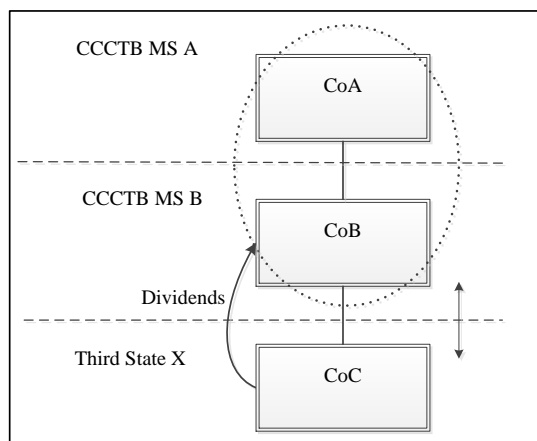 CCCTB MS A
CoA
CCCTB MS B
CoB
Dividends
Third State X
CoC